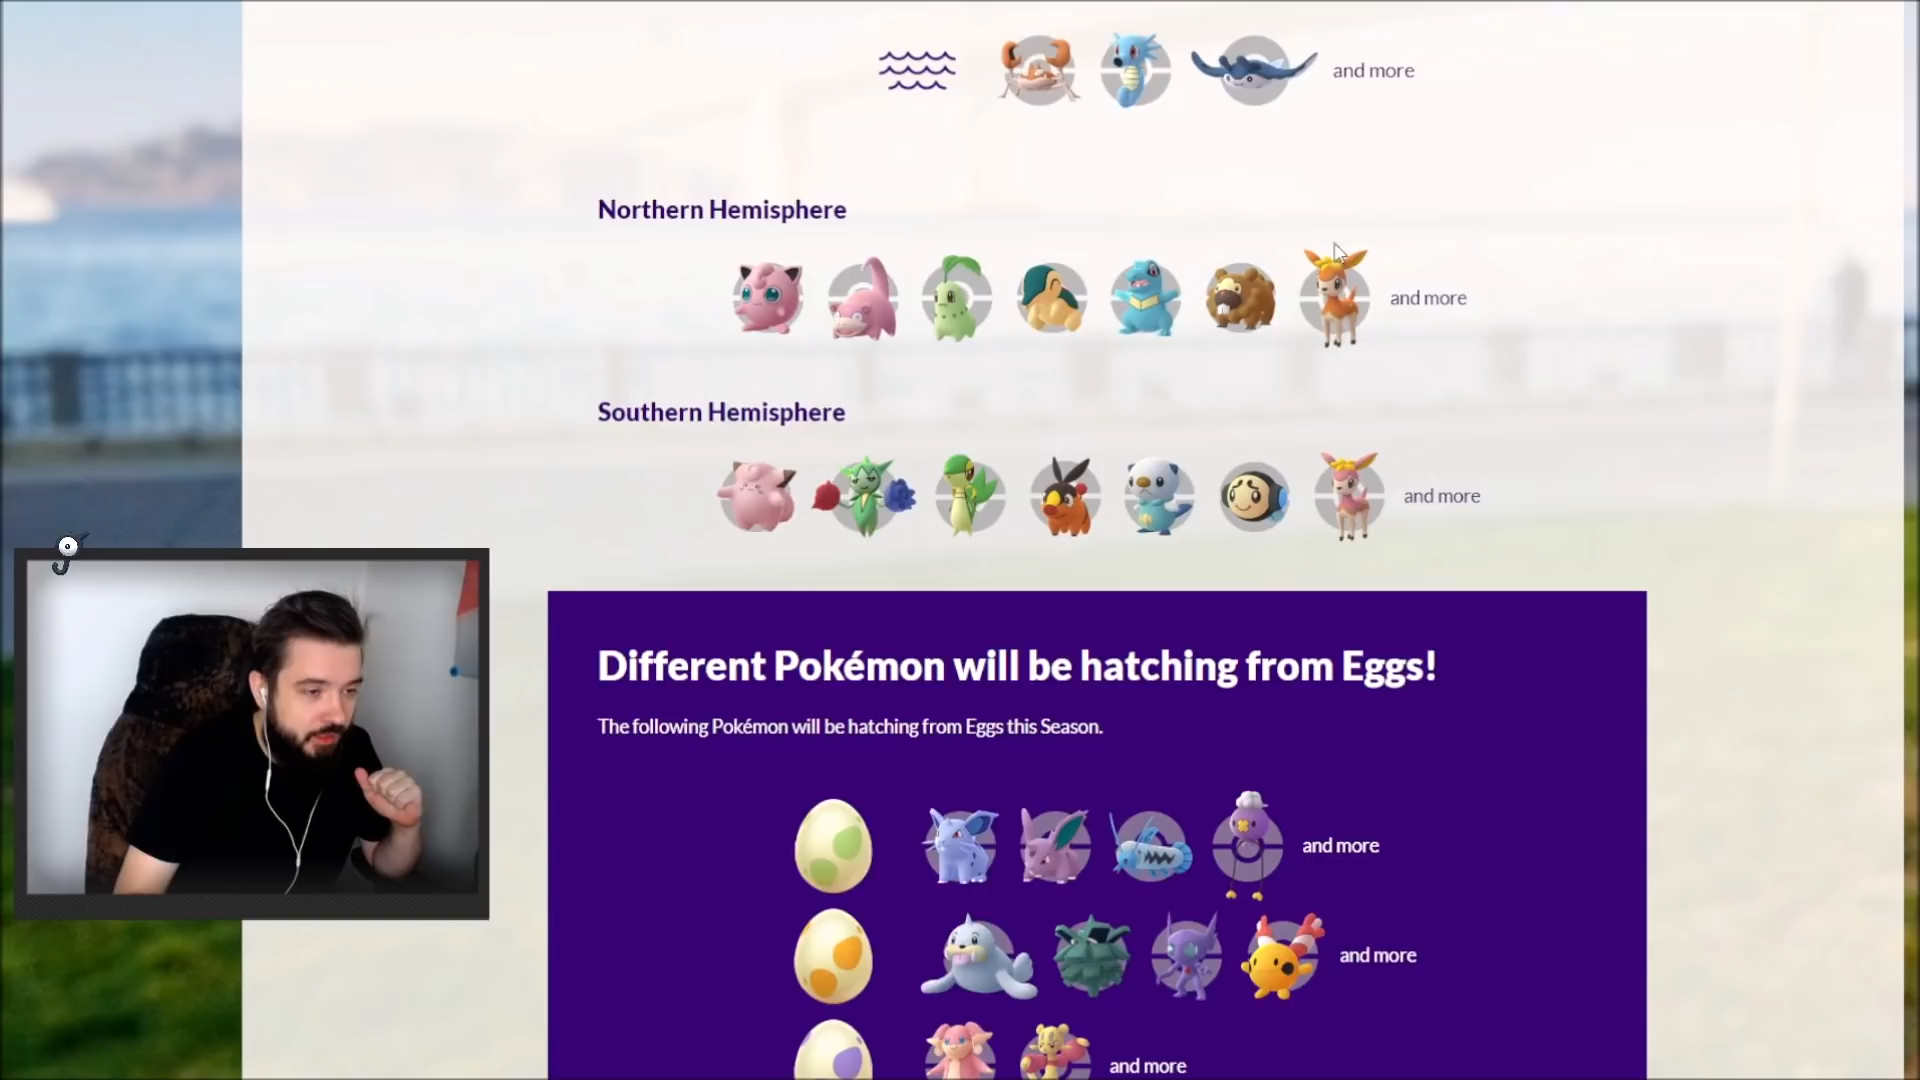 and more
Northern Hemisphere
and more
Southern Hemisphere
and more
Different Pokémon will be hatching from Eggs!
The following Pokémon will be hatching from Eggs this Season.
and more
and more
and more